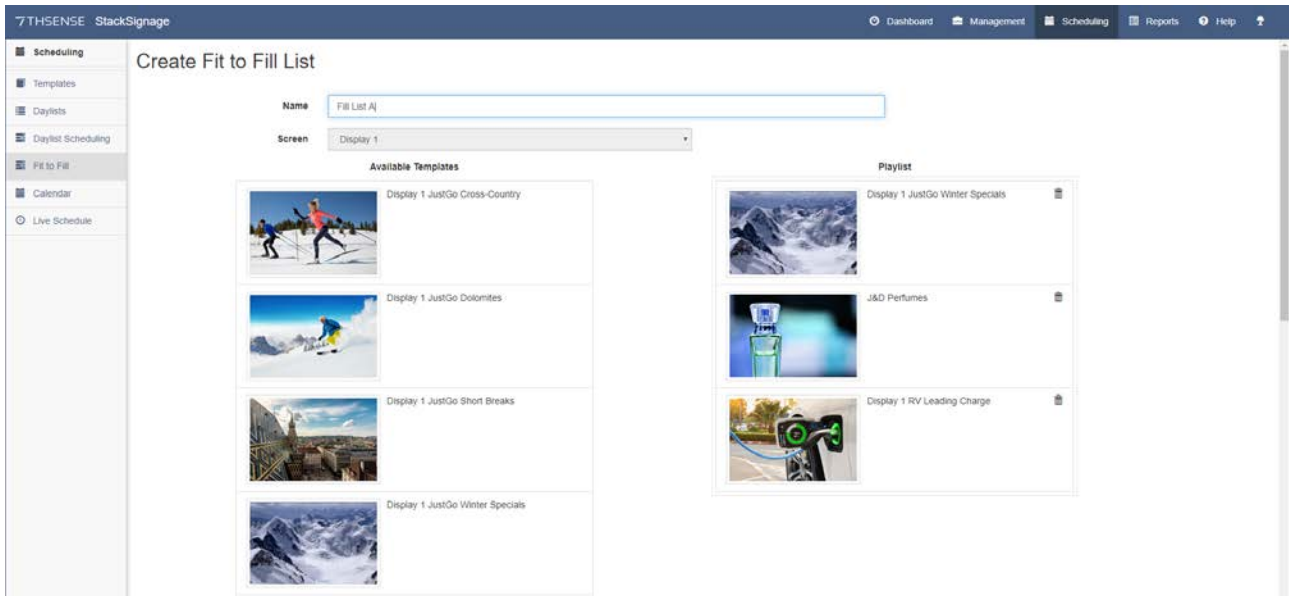 7THSENSE StackSignage
Dashboard
Management
Scheduling
Reports
Help
Scheduling
Templates
Daylists
Daylist Scheduling
Fit to Fill
Calendar
Live Schedule
Create Fit to Fill List
Name
Fill List A
Screen
Display 1
Available Templates
Display 1 JustGo Cross-Country
Display 1 JustGo Dolomites
Display 1 JustGo Short Breaks
Display 1 JustGo Winter Specials
Playlist
Display 1 JustGo Winter Specials
J&D Perfumes
Display 1 RV Leading Charge